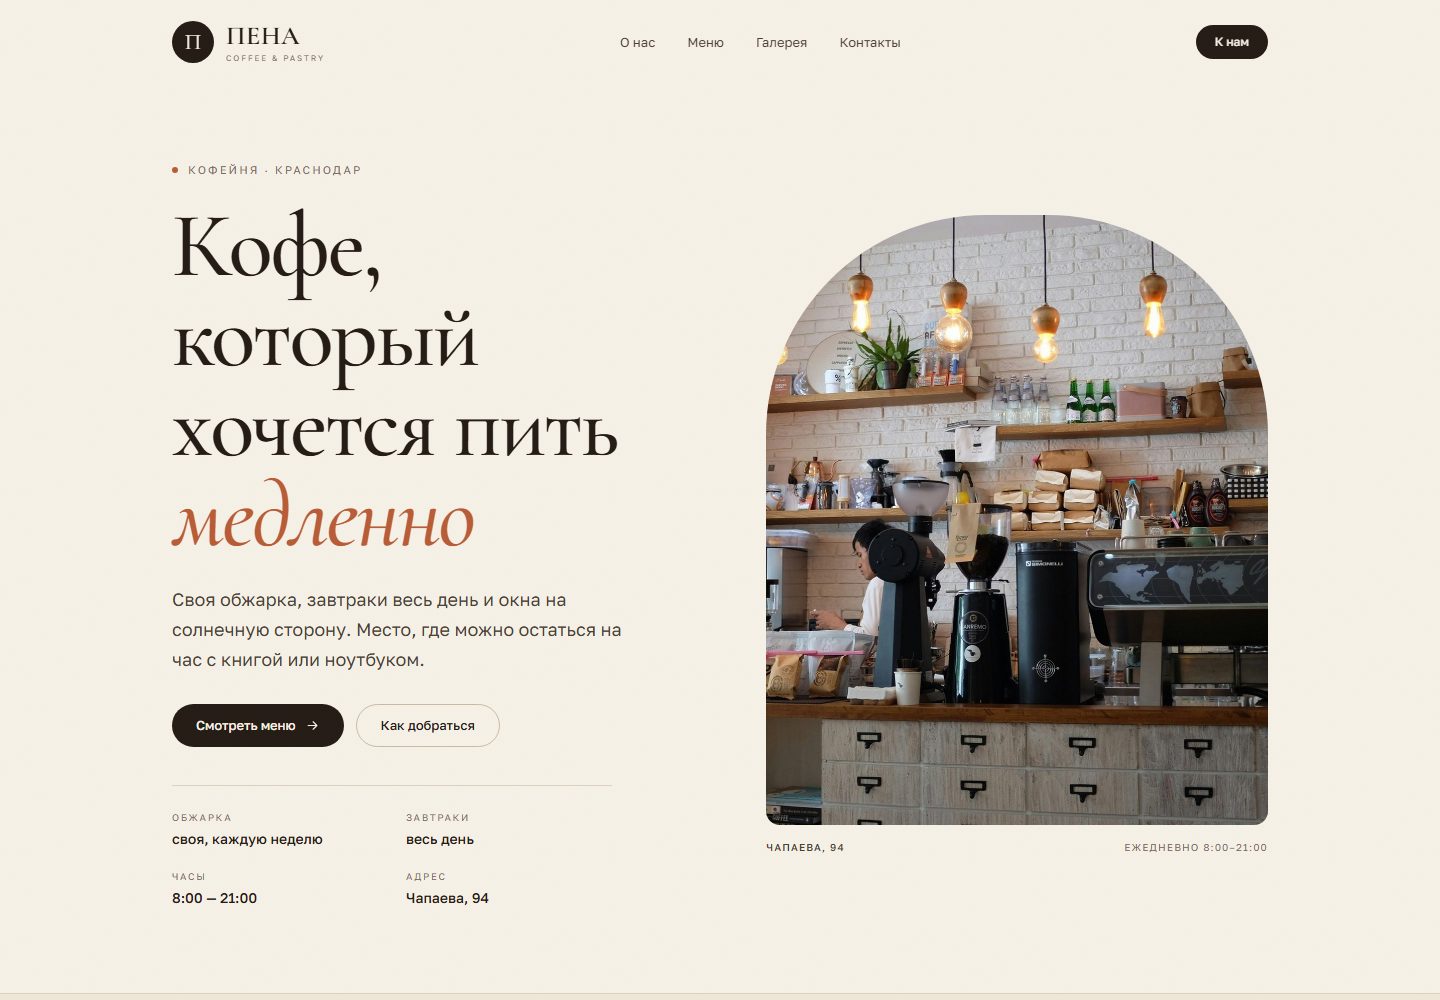 П
ПЕНА
COFFEE & PASTRY
О нас
Меню
Галерея
Контакты
К нам
КОФЕЙНЯ · КРАСНОДАР
Кофе,
который
хочется пить
медленно
Своя обжарка, завтраки весь день и окна на
солнечную сторону. Место, где можно остаться на
час с книгой или ноутбуком.
Смотреть меню →
Как добраться
ОБЖАРКА
своя, каждую неделю
ЗАВТРАКИ
весь день
ЧАСЫ
8:00 — 21:00
АДРЕС
Чапаева, 94
SIMONELLI
ЧАПАЕВА, 94
ЕЖЕДНЕВНО 8:00–21:00